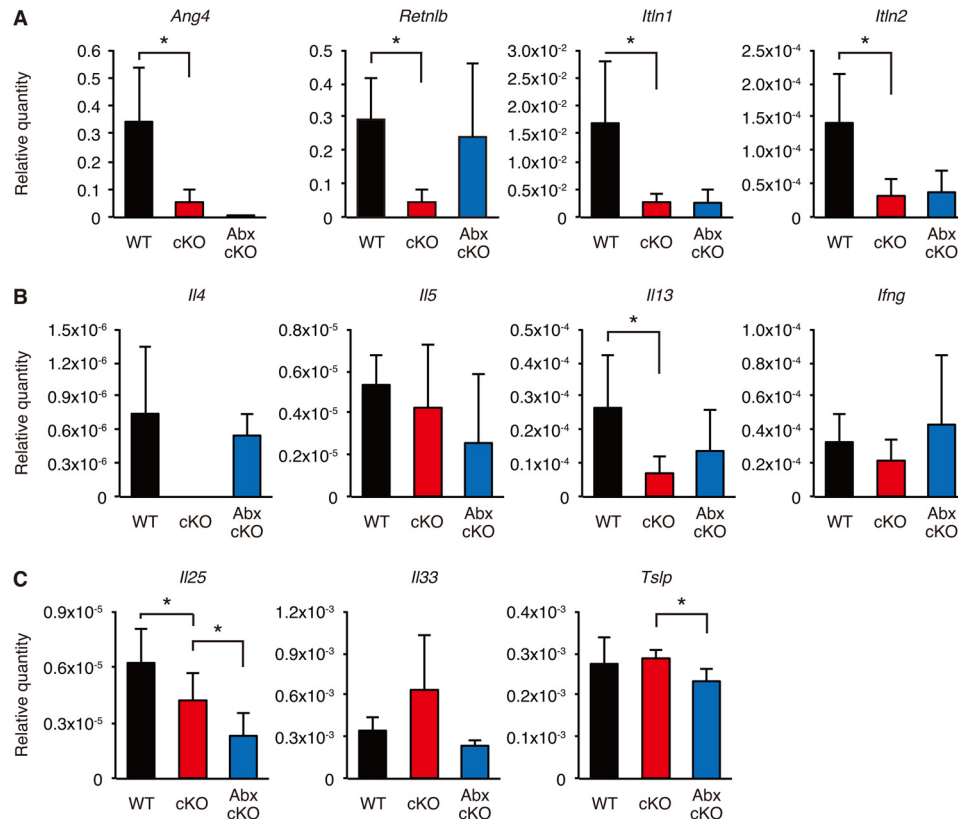 A
Ang4
Retnlb
Itln1
Itln2
Relative quantity
0.6
0.5
0.4
0.3
0.2
0.1
0
*
WT
cKO
Abx
cKO
0.5
0.4
0.3
0.2
0.1
0
*
WT
cKO
Abx
cKO
3.0x10-2
2.5x10-2
2.0x10-2
1.5x10-2
1.0x10-2
0.5x10-2
0
*
WT
cKO
Abx
cKO
2.0x10-4
1.5x10-4
1.0x10-4
0.5x10-4
0
*
WT
cKO
Abx
cKO
B
Il4
Il5
Il13
Ifng
Relative quantity
1.5x10-6
1.2x10-6
0.9x10-6
0.6x10-6
0.3x10-6
0
WT
cKO
Abx
cKO
0.8x10-5
0.6x10-5
0.4x10-5
0.2x10-5
0
WT
cKO
Abx
cKO
0.5x10-4
0.4x10-4
0.3x10-4
0.2x10-4
0.1x10-4
0
*
WT
cKO
Abx
cKO
1.0x10-4
0.8x10-4
0.6x10-4
0.4x10-4
0.2x10-4
0
WT
cKO
Abx
cKO
C
Il25
Il33
Tslp
Relative quantity
0.9x10-5
0.6x10-5
0.3x10-5
0
*
*
WT
cKO
Abx
cKO
1.2x10-3
0.9x10-3
0.6x10-3
0.3x10-3
0
WT
cKO
Abx
cKO
0.4x10-3
0.3x10-3
0.2x10-3
0.1x10-3
0
*
WT
cKO
Abx
cKO